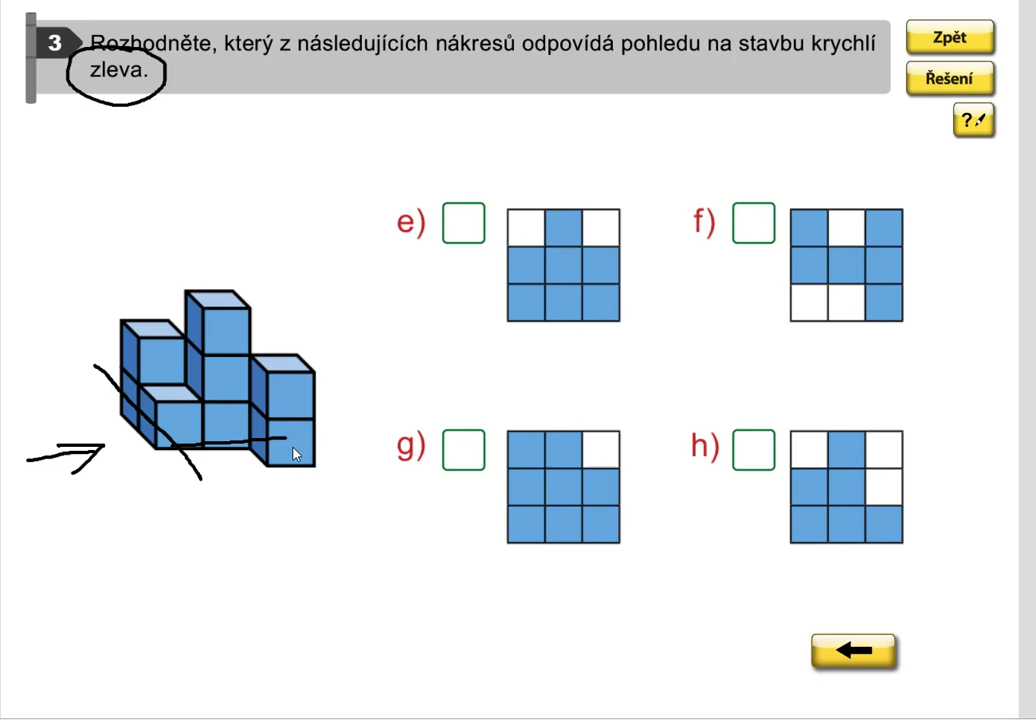 3 Rozhodněte, který z následujících nákresů odpovídá pohledu na stavbu krychlí
zleva.
Zpět
Řešení
?
e)
f)
g)
h)